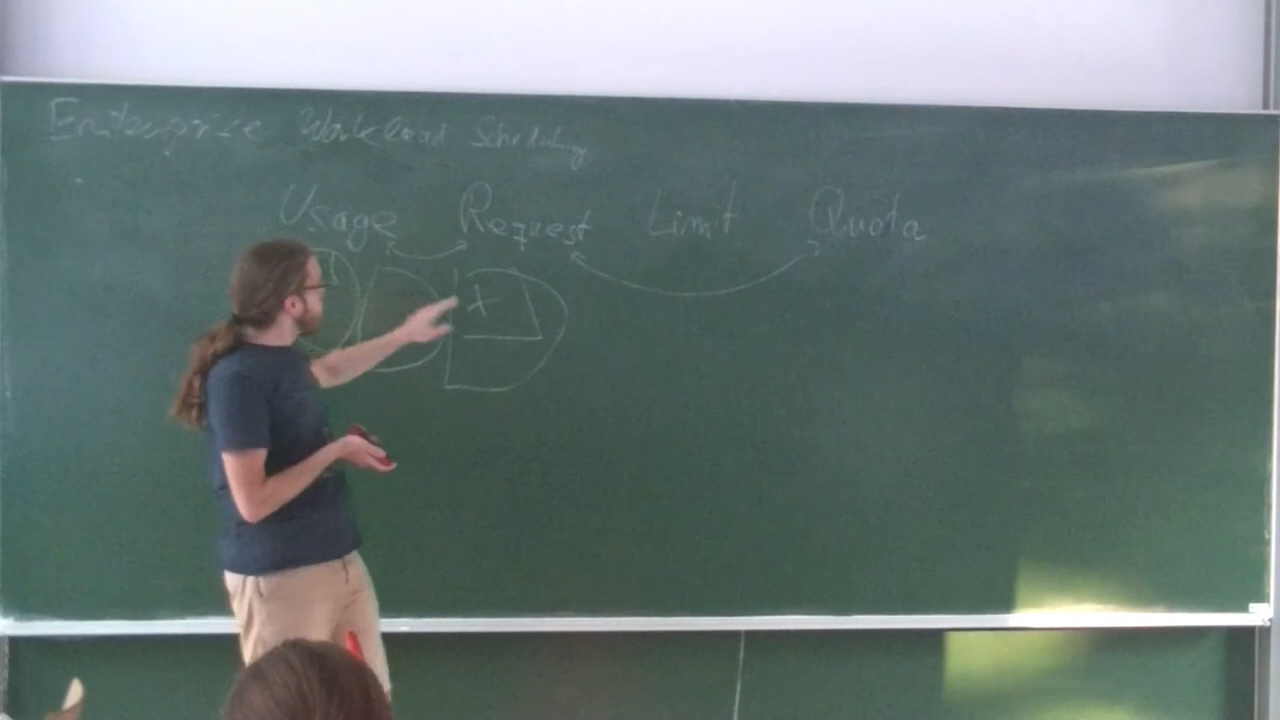 Enterprise Workload Scheduling
Usage Request Limit Quota
+